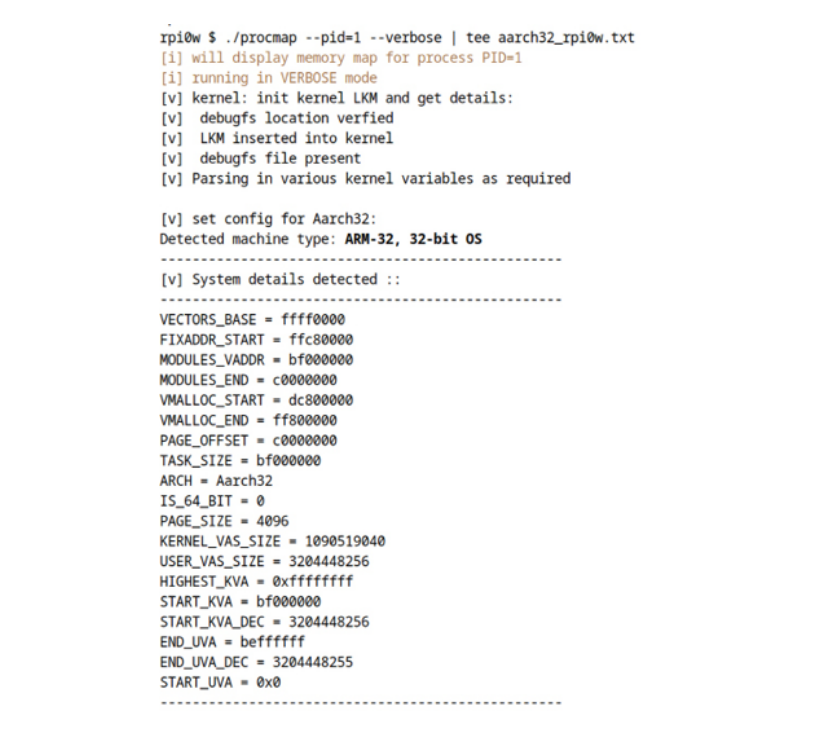 rpi0w $ ./procmap --pid=1 --verbose | tee aarch32_rpi0w.txt
[i] will display memory map for process PID=1
[i] running in VERBOSE mode
[v] kernel: init kernel LKM and get details:
[v]  debugfs location verfied
[v]  LKM inserted into kernel
[v]  debugfs file present
[v] Parsing in various kernel variables as required
[v] set config for Aarch32:
Detected machine type: ARM-32, 32-bit OS
--------------------------------------------------
[v] System details detected ::
--------------------------------------------------
VECTORS_BASE = ffff0000
FIXADDR_START = ffc80000
MODULES_VADDR = bf000000
MODULES_END = c0000000
VMALLOC_START = dc800000
VMALLOC_END = ff800000
PAGE_OFFSET = c0000000
TASK_SIZE = bf000000
ARCH = Aarch32
IS_64_BIT = 0
PAGE_SIZE = 4096
KERNEL_VAS_SIZE = 1090519040
USER_VAS_SIZE = 3204448256
HIGHEST_KVA = 0xffffffff
START_KVA = bf000000
START_KVA_DEC = 3204448256
END_UVA = beffffff
END_UVA_DEC = 3204448255
START_UVA = 0x0
--------------------------------------------------